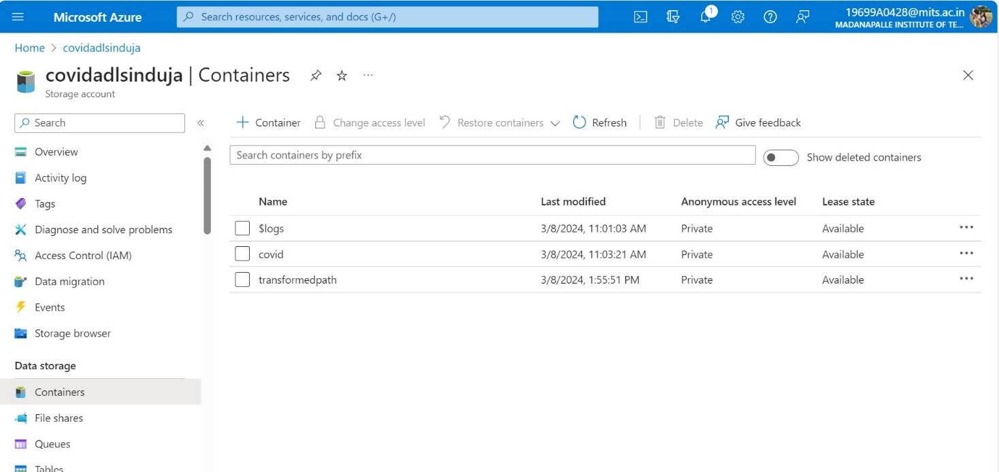 Microsoft Azure
Search resources, services, and docs (G+/)
1
19699A0428@mits.ac.in
MADANAPALLE INSTITUTE OF TE...
Home > covidadlsinduja
covidadlsinduja | Containers
Storage account
Search
Container
Change access level
Restore containers
Refresh
Delete
Give feedback
Search containers by prefix
Show deleted containers
Overview
Activity log
Tags
Diagnose and solve problems
Access Control (IAM)
Data migration
Events
Storage browser
Data storage
Containers
File shares
Queues
Tables
Name Last modified Anonymous access level Lease state
$logs 3/8/2024, 11:01:03 AM Private Available
covid 3/8/2024, 11:03:21 AM Private Available
transformedpath 3/8/2024, 1:55:51 PM Private Available